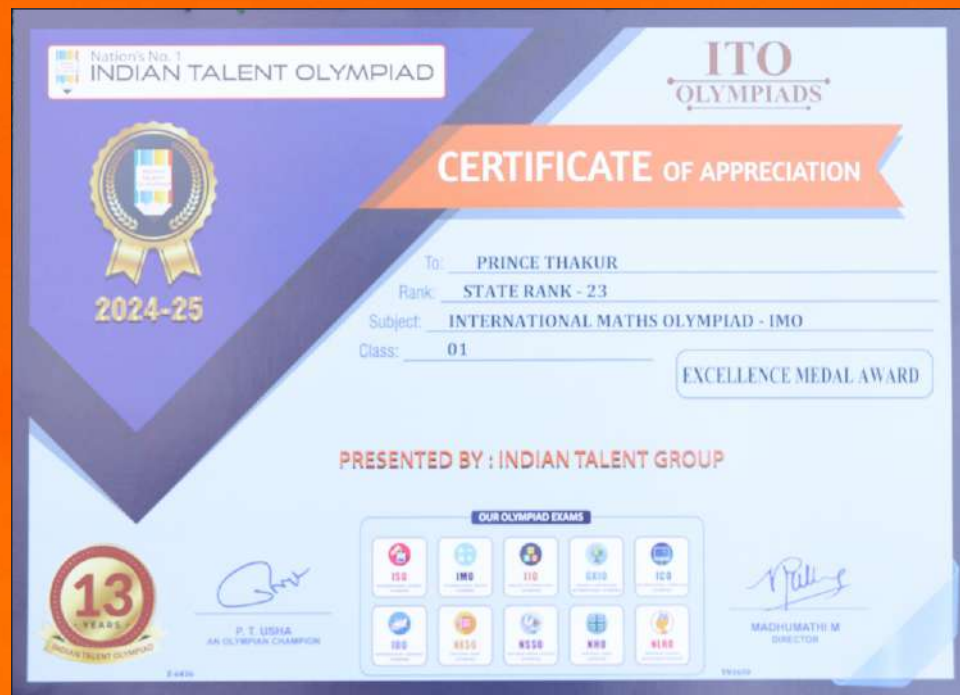 Nation's No. 1
INDIAN TALENT OLYMPIAD
ITO
OLYMPIADS
CERTIFICATE OF APPRECIATION
2024-25
To: PRINCE THAKUR
Rank: STATE RANK - 23
Subject: INTERNATIONAL MATHS OLYMPIAD - IMO
Class: 01
EXCELLENCE MEDAL AWARD
PRESENTED BY : INDIAN TALENT GROUP
OUR OLYMPIAD EXAMS
ISO IMO EIO GKIO ICO
NESO NSSO NHO
13
YEARS
INDIAN TALENT OLYMPIAD
P. T. USHA
AN OLYMPIAN CHAMPION
MADHUMATHI M
DIRECTOR